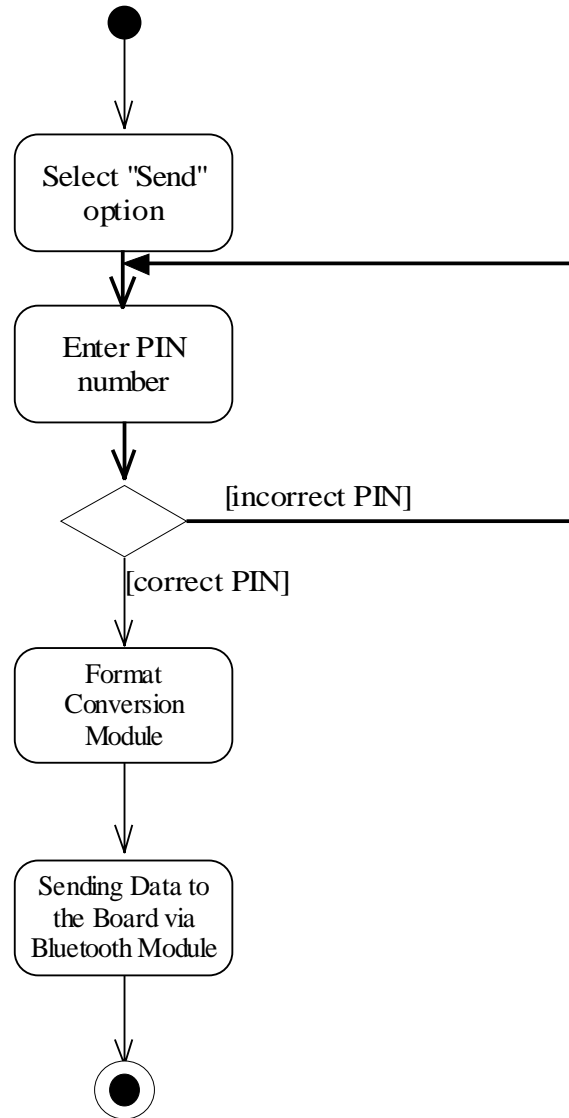 Select "Send"
option
Enter PIN
number
[incorrect PIN]
[correct PIN]
Format
Conversion
Module
Sending Data to
the Board via
Bluetooth Module